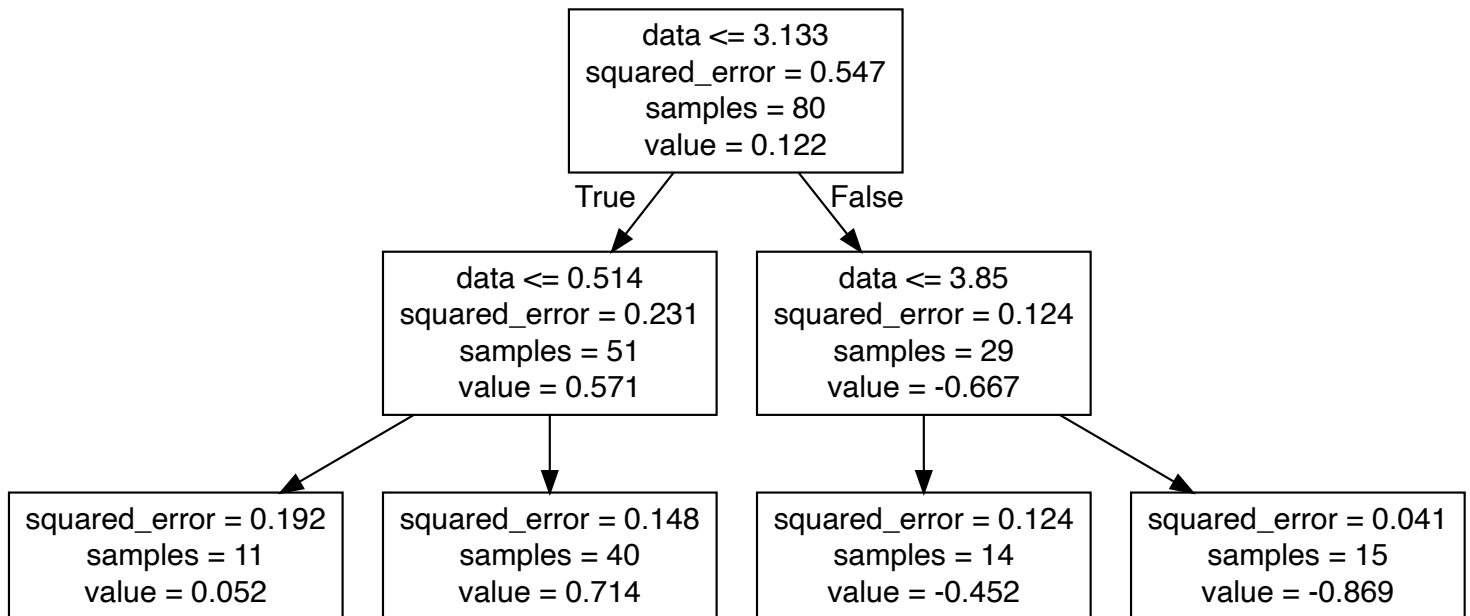 data <= 3.133
squared_error = 0.547
samples = 80
value = 0.122
True
False
data <= 0.514
squared_error = 0.231
samples = 51
value = 0.571
data <= 3.85
squared_error = 0.124
samples = 29
value = -0.667
squared_error = 0.192
samples = 11
value = 0.052
squared_error = 0.148
samples = 40
value = 0.714
squared_error = 0.124
samples = 14
value = -0.452
squared_error = 0.041
samples = 15
value = -0.869